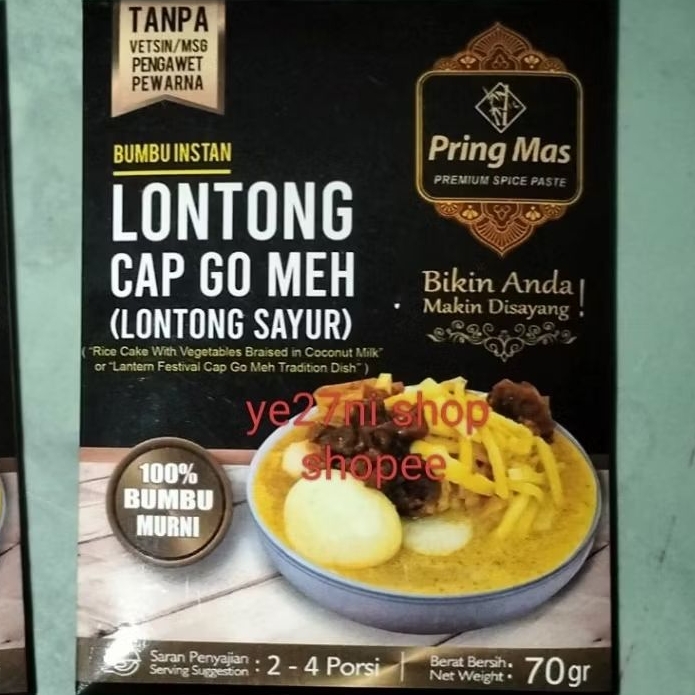 TANPA
VETSIN/MSG
PENGAWET
PEWARNA
Pring Mas
PREMIUM SPICE PASTE
BUMBU INSTAN
LONTONG
CAP GO MEH
(LONTONG SAYUR)
( "Rice Cake With Vegetables Braised in Coconut Milk"
or "Lantern Festival Cap Go Meh Tradition Dish" )
Bikin Anda
Makin Disayang !
ye27ni shop
shopee
100%
BUMBU
MURNI
Saran Penyajian
Serving Suggestion : 2 - 4 Porsi
Berat Bersih
Net Weight : 70gr